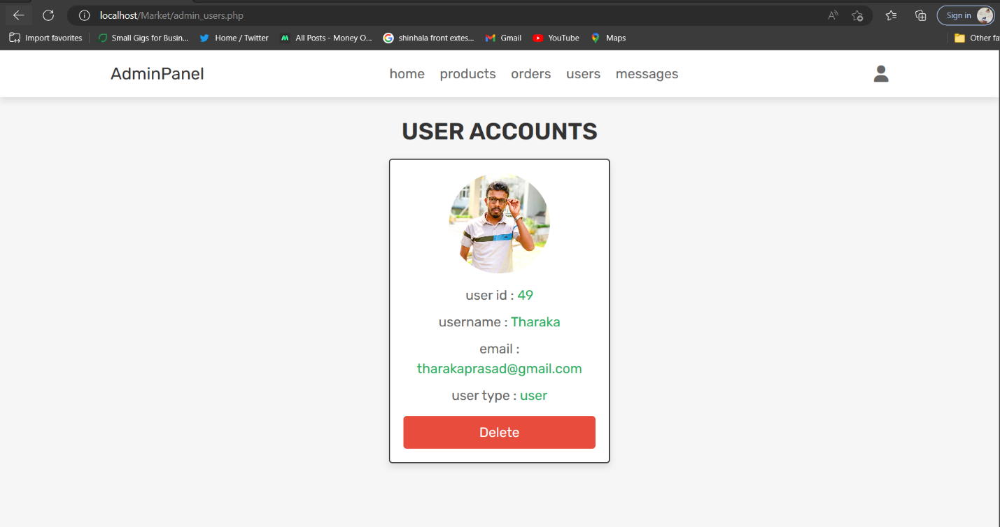 localhost/Market/admin_users.php
Sign in
Import favorites
Small Gigs for Busin...
Home / Twitter
All Posts - Money O...
shinhala front extes...
Gmail
YouTube
Maps
Other fa
AdminPanel
home products orders users messages
USER ACCOUNTS
user id : 49
username : Tharaka
email :
tharakaprasad@gmail.com
user type : user
Delete